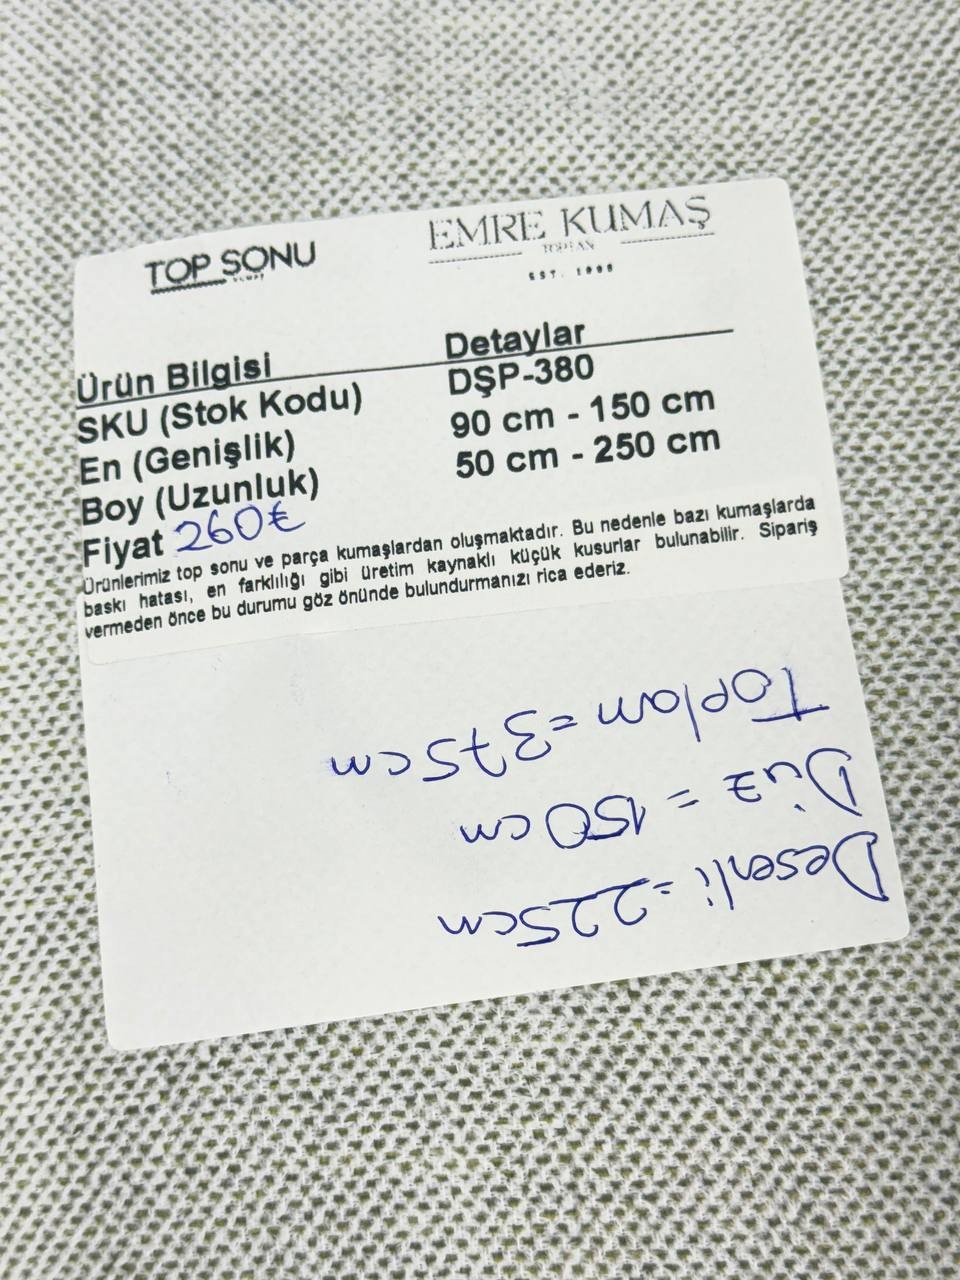 TOP SONU
EMRE KUMAŞ
TOPTAN
EST. 1998
Ürün Bilgisi Detaylar
SKU (Stok Kodu) DŞP-380
En (Genişlik) 90 cm - 150 cm
Boy (Uzunluk) 50 cm - 250 cm
Fiyat 260€
Ürünlerimiz top sonu ve parça kumaşlardan oluşmaktadır. Bu nedenle bazı kumaşlarda
baskı hatası, en farklılığı gibi üretim kaynaklı küçük kusurlar bulunabilir. Sipariş
vermeden önce bu durumu göz önünde bulundurmanızı rica ederiz.
Desenli = 225cm
Düz = 150cm
Toplam = 375cm